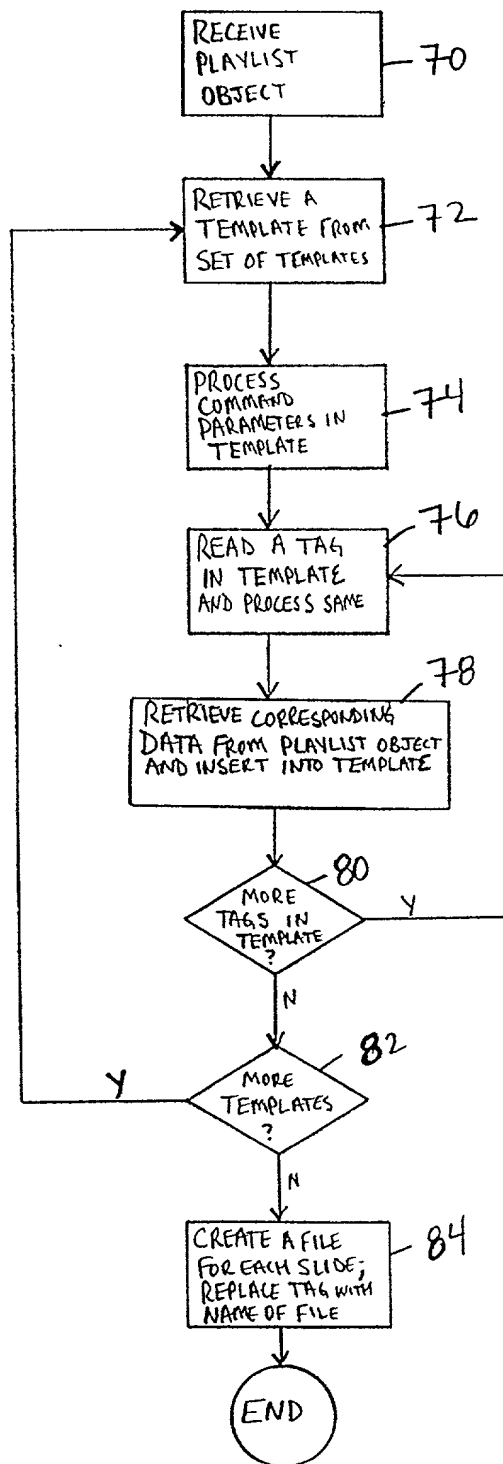 RECEIVE
PLAYLIST
OBJECT
70
RETRIEVE A
TEMPLATE FROM
SET OF TEMPLATES
72
PROCESS
COMMAND
PARAMETERS IN
TEMPLATE
74
READ A TAG
IN TEMPLATE
AND PROCESS SAME
76
RETRIEVE CORRESPONDING
DATA FROM PLAYLIST OBJECT
AND INSERT INTO TEMPLATE
78
MORE
TAGS IN
TEMPLATE
?
80
Y
N
MORE
TEMPLATES
?
82
Y
N
CREATE A FILE
FOR EACH SLIDE;
REPLACE TAG WITH
NAME OF FILE
84
END